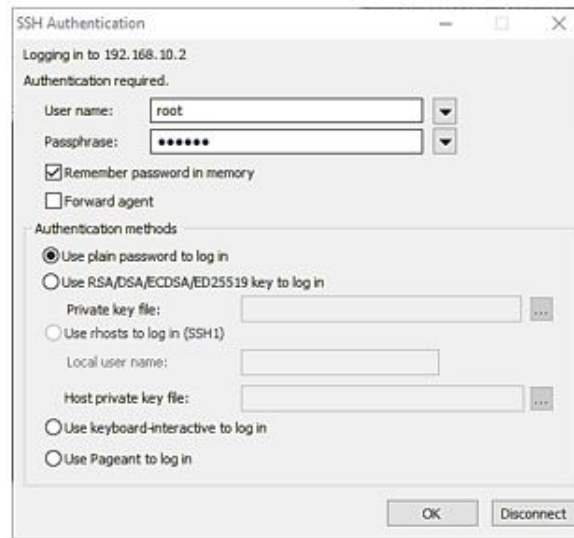 SSH Authentication
Logging in to 192.168.10.2
Authentication required.
User name: root
Passphrase: ●●●●●●
Remember password in memory
Forward agent
Authentication methods
Use plain password to log in
Use RSA/DSA/ECDSA/ED25519 key to log in
Private key file: ...
Use rhosts to log in (SSH1)
Local user name:
Host private key file: ...
Use keyboard-interactive to log in
Use Pageant to log in
OK Disconnect